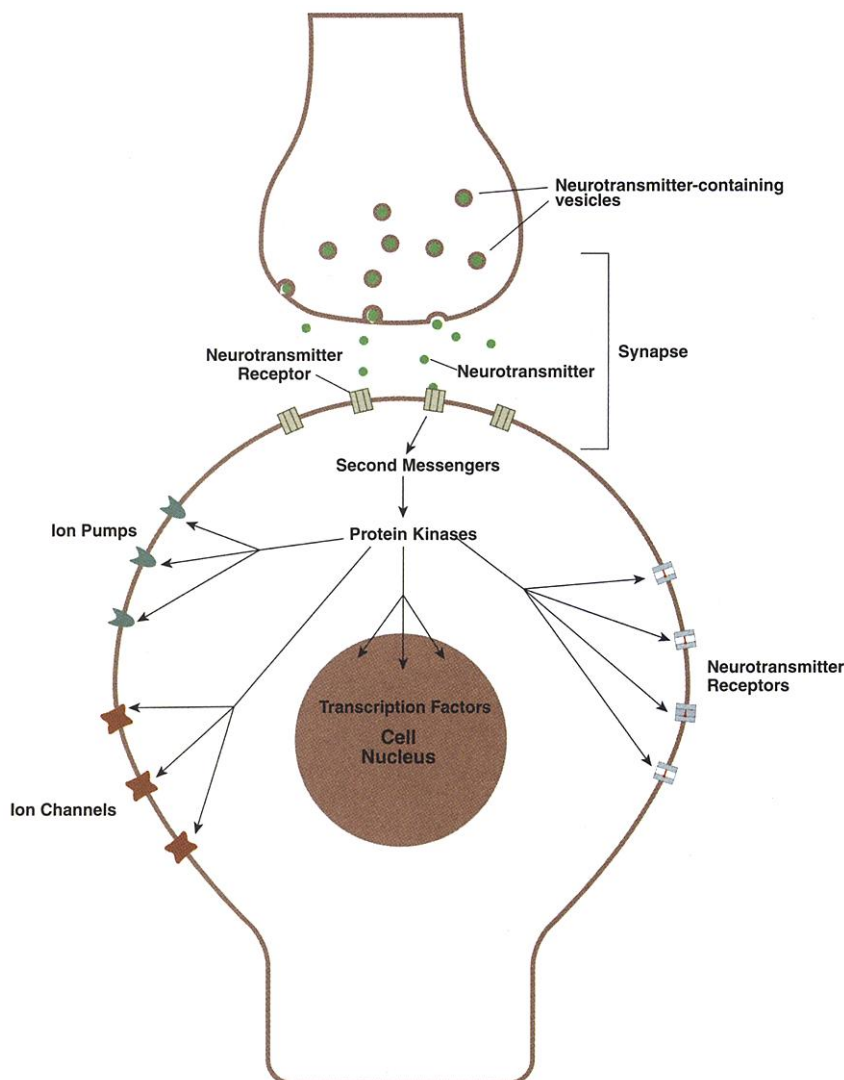 Neurotransmitter-containing
vesicles
Synapse
Neurotransmitter
Receptor
Neurotransmitter
Second Messengers
Ion Pumps
Protein Kinases
Neurotransmitter
Receptors
Transcription Factors
Cell
Nucleus
Ion Channels